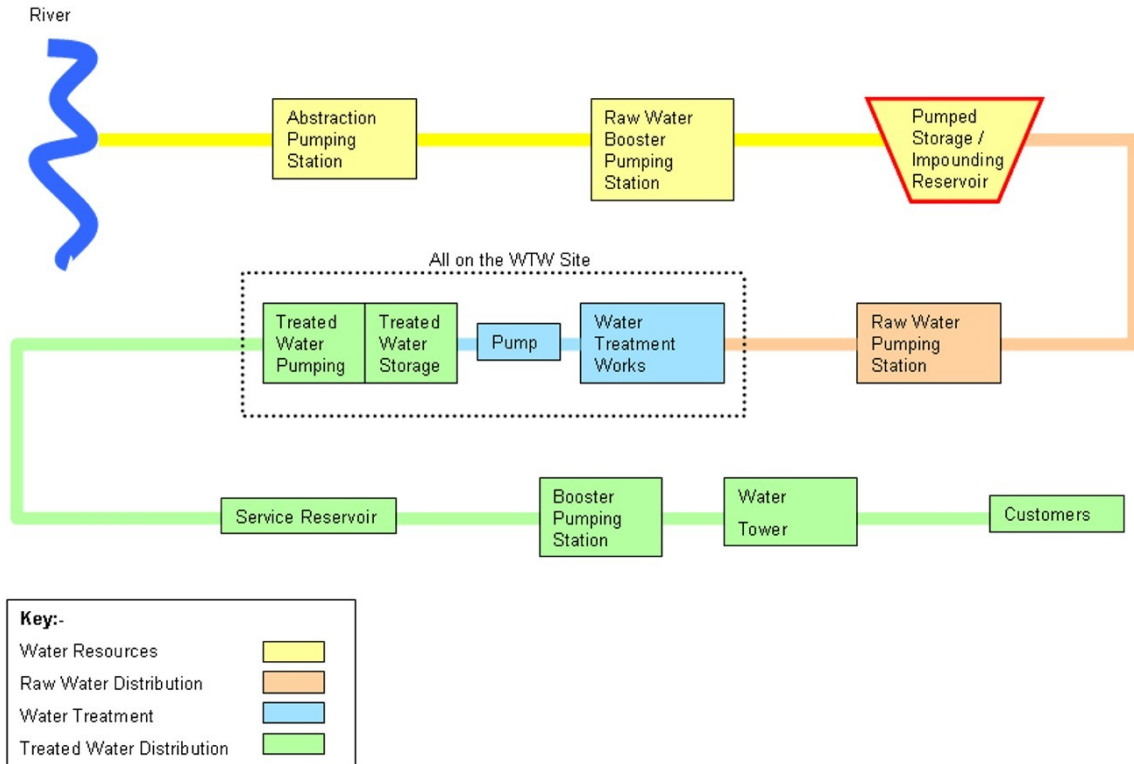 River
Abstraction
Pumping
Station
Raw Water
Booster
Pumping
Station
Pumped
Storage /
Impounding
Reservoir
All on the WTW Site
Treated
Water
Pumping
Treated
Water
Storage
Pump
Water
Treatment
Works
Raw Water
Pumping
Station
Service Reservoir
Booster
Pumping
Station
Water
Tower
Customers
Key:-
Water Resources
Raw Water Distribution
Water Treatment
Treated Water Distribution